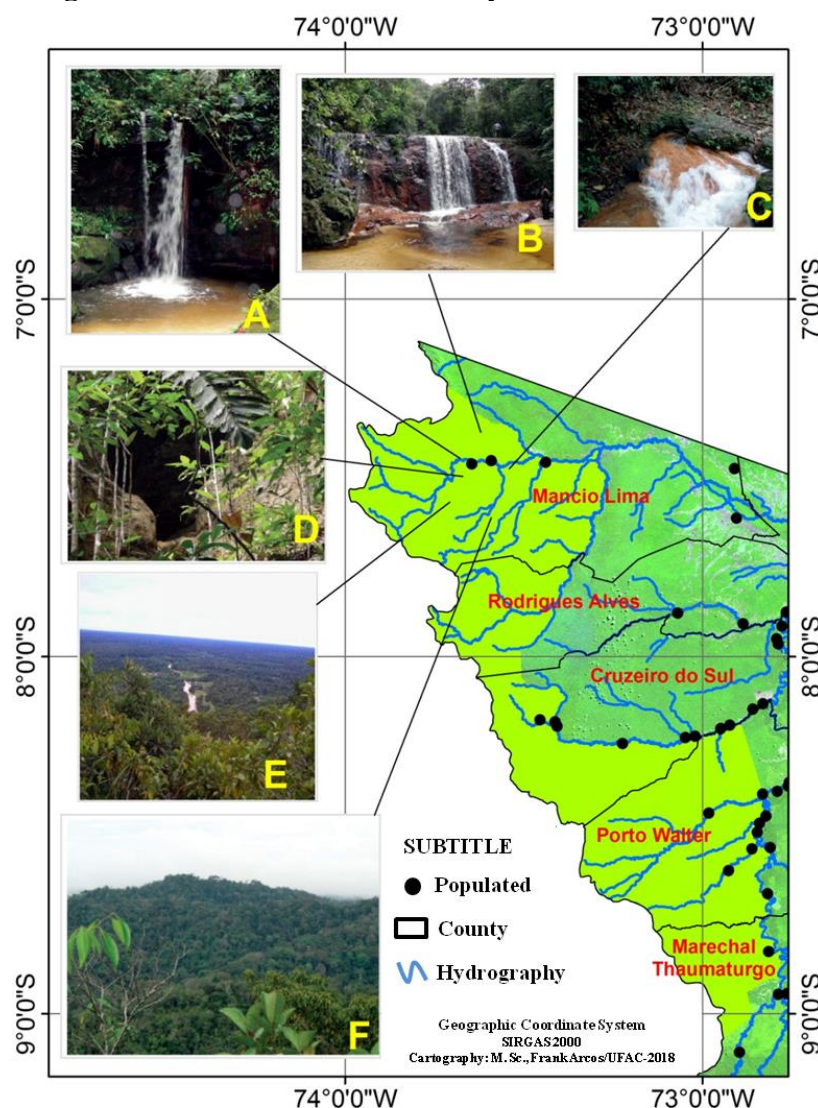 74°0'0"W 73°0'0"W
A
B
C
7°0'0"S 7°0'0"S
D
Mancio Lima
Rodrigues Alves
8°0'0"S 8°0'0"S
Cruzeiro do Sul
E
SUBTITLE
Populated
County
Hydrography
Porto Walter
Marechal
Thaumaturgo
F
9°0'0"S 9°0'0"S
Geographic Coordinate System
SIRGAS2000
Cartography: M. Sc., Frank Arcos/UFAC-2018
74°0'0"W 73°0'0"W